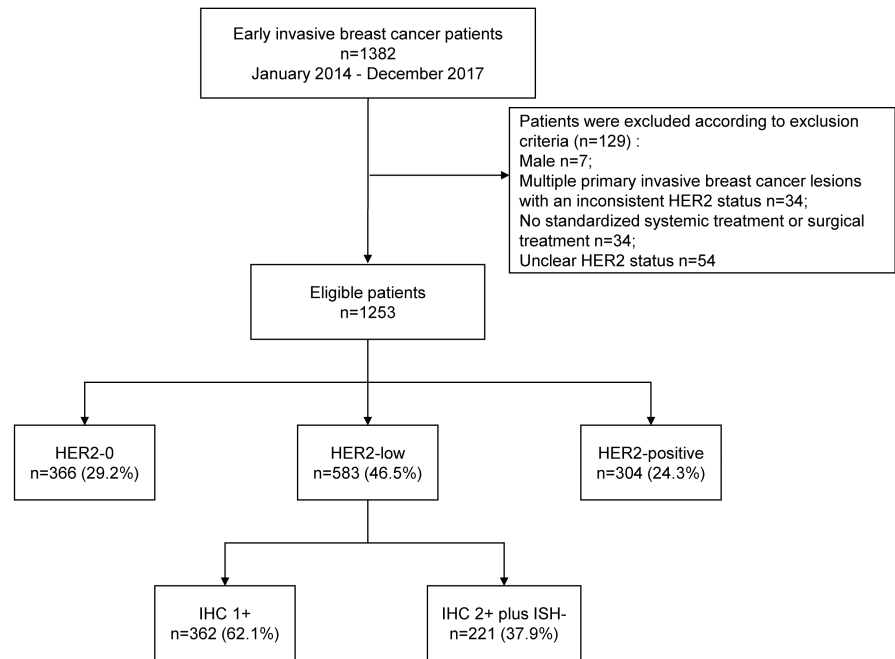 Early invasive breast cancer patients
n=1382
January 2014 - December 2017
Patients were excluded according to exclusion
criteria (n=129) :
Male n=7;
Multiple primary invasive breast cancer lesions
with an inconsistent HER2 status n=34;
No standardized systemic treatment or surgical
treatment n=34;
Unclear HER2 status n=54
Eligible patients
n=1253
HER2-0
n=366 (29.2%)
HER2-low
n=583 (46.5%)
HER2-positive
n=304 (24.3%)
IHC 1+
n=362 (62.1%)
IHC 2+ plus ISH-
n=221 (37.9%)